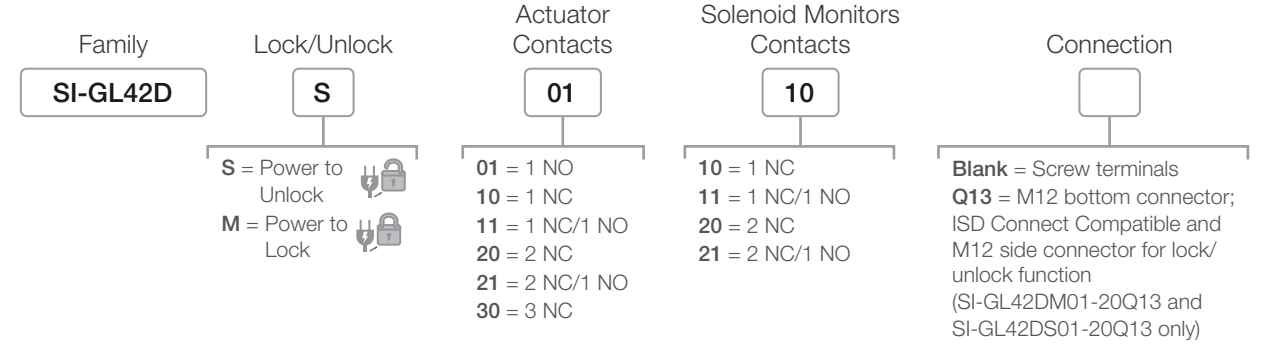 Family
SI-GL42D
Lock/Unlock
S
S = Power to
Unlock
M = Power to
Lock
Actuator
Contacts
01
01 = 1 NO
10 = 1 NC
11 = 1 NC/1 NO
20 = 2 NC
21 = 2 NC/1 NO
30 = 3 NC
Solenoid Monitors
Contacts
10
10 = 1 NC
11 = 1 NC/1 NO
20 = 2 NC
21 = 2 NC/1 NO
Connection
Blank = Screw terminals
Q13 = M12 bottom connector;
ISD Connect Compatible and
M12 side connector for lock/
unlock function
(SI-GL42DM01-20Q13 and
SI-GL42DS01-20Q13 only)